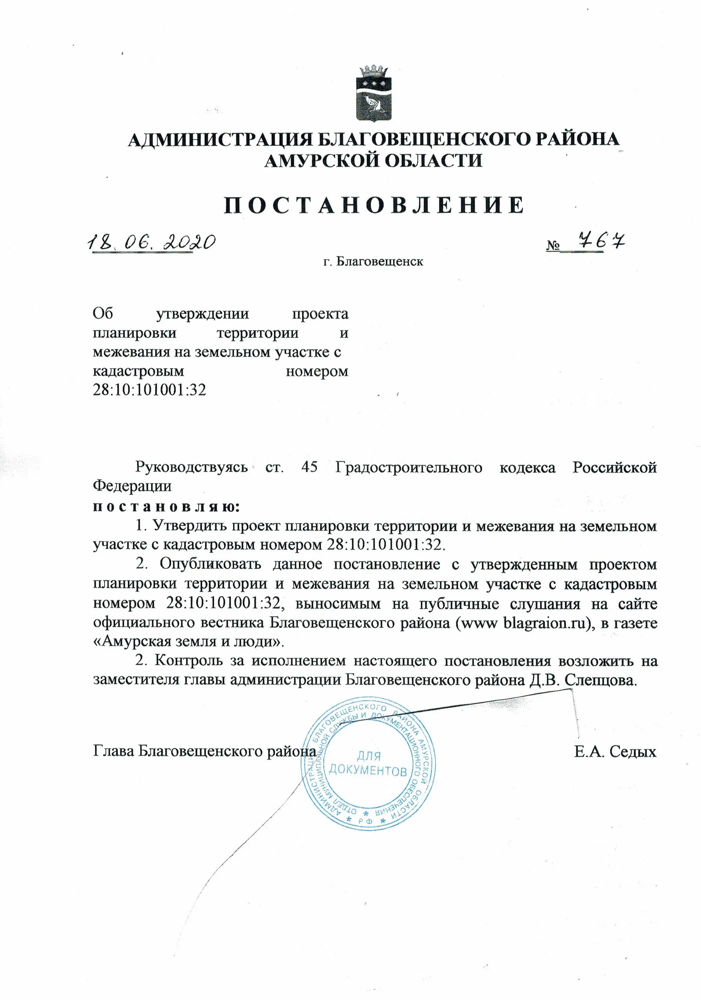 АДМИНИСТРАЦИЯ БЛАГОВЕЩЕНСКОГО РАЙОНА
АМУРСКОЙ ОБЛАСТИ
ПОСТАНОВЛЕНИЕ
18. 06. 2020
№ 767
г. Благовещенск
Об утверждении проекта
планировки территории и
межевания на земельном участке с
кадастровым номером
28:10:101001:32
Руководствуясь ст. 45 Градостроительного кодекса Российской
Федерации
постановляю:
1. Утвердить проект планировки территории и межевания на земельном
участке с кадастровым номером 28:10:101001:32.
2. Опубликовать данное постановление с утвержденным проектом
планировки территории и межевания на земельном участке с кадастровым
номером 28:10:101001:32, выносимым на публичные слушания на сайте
официального вестника Благовещенского района (www blagraion.ru), в газете
«Амурская земля и люди».
2. Контроль за исполнением настоящего постановления возложить на
заместителя главы администрации Благовещенского района Д.В. Слепцова.
Глава Благовещенского района
Е.А. Седых
АДМИНИСТРАЦИЯ БЛАГОВЕЩЕНСКОГО РАЙОНА АМУРСКОЙ ОБЛАСТИ
* РФ *
ОТДЕЛ МУНИЦИПАЛЬНОЙ СЛУЖБЫ И ДОКУМЕНТАЦИОННОГО ОБЕСПЕЧЕНИЯ *
ДЛЯ
ДОКУМЕНТОВ